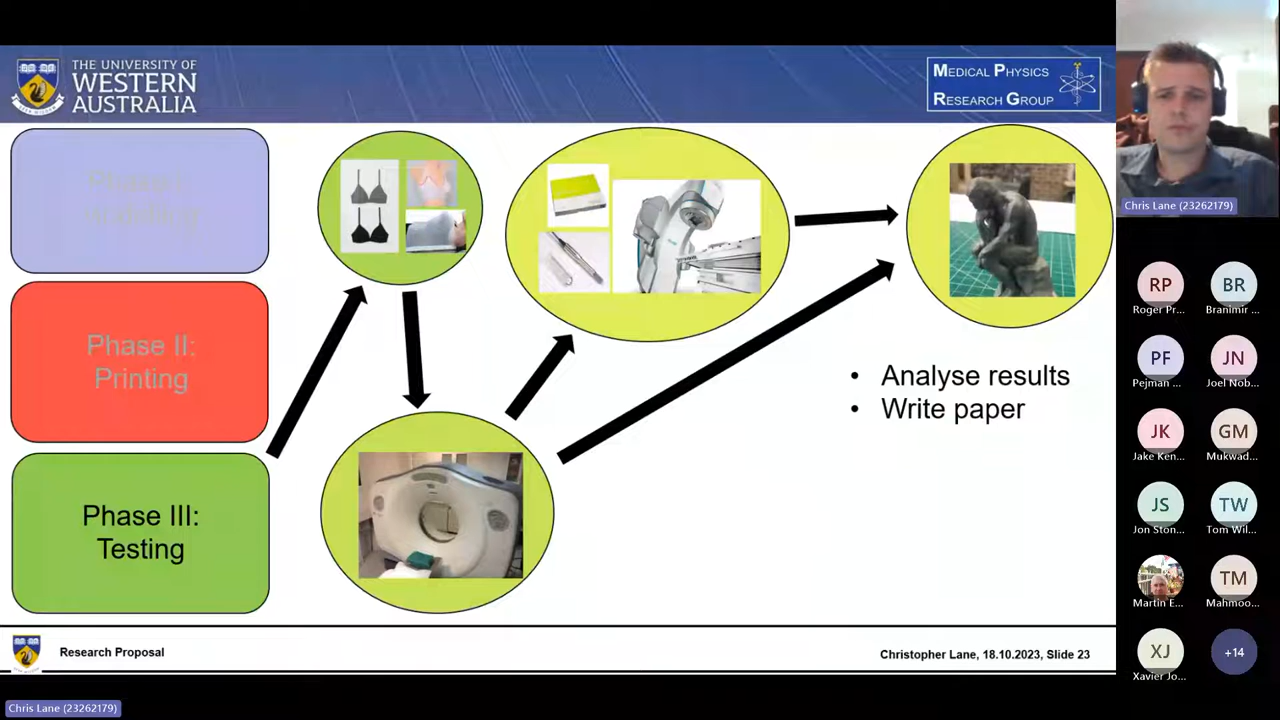 THE UNIVERSITY OF
WESTERN
AUSTRALIA
MEDICAL PHYSICS
RESEARCH GROUP
Phase II:
Printing
Phase III:
Testing
• Analyse results
• Write paper
Research Proposal
Christopher Lane, 18.10.2023, Slide 23
Chris Lane (23262179)
RP
Roger Pr...
BR
Branimir ...
PF
Pejman ...
JN
Joel Nob...
JK
Jake Ken...
GM
Mukwad...
JS
Jon Ston...
TW
Tom Wil...
Martin E...
TM
Mahmoo...
XJ
Xavier Jo...
+14
Chris Lane (23262179)